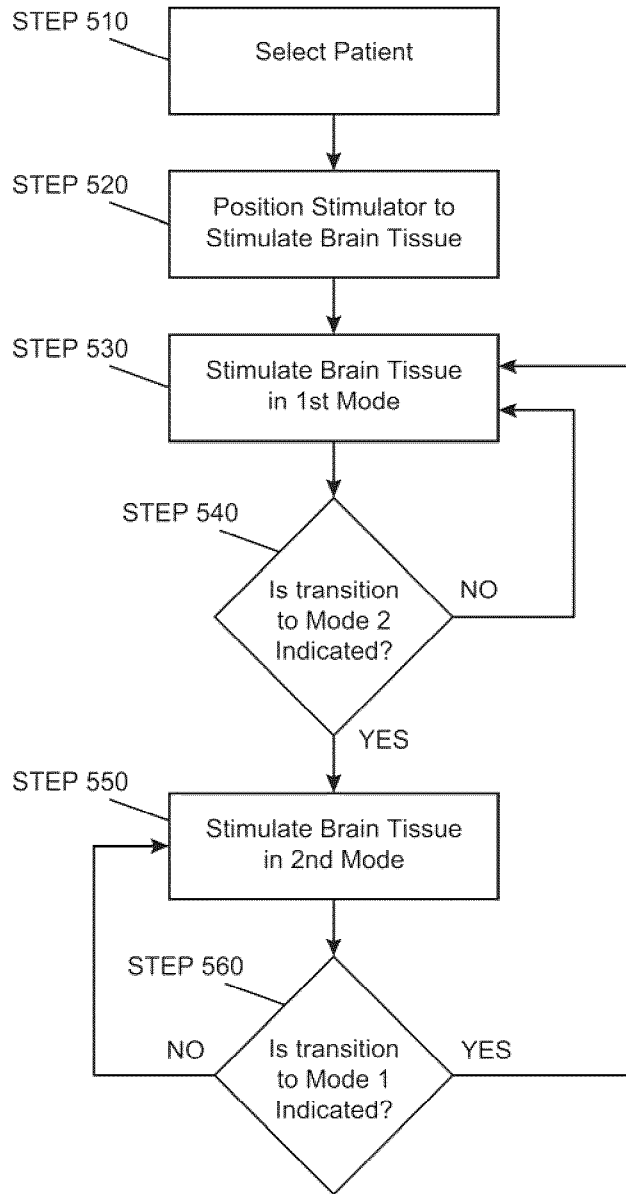 STEP 510
Select Patient
STEP 520
Position Stimulator to
Stimulate Brain Tissue
STEP 530
Stimulate Brain Tissue
in 1st Mode
STEP 540
Is transition
to Mode 2
Indicated?
NO
YES
STEP 550
Stimulate Brain Tissue
in 2nd Mode
STEP 560
NO
Is transition
to Mode 1
Indicated?
YES